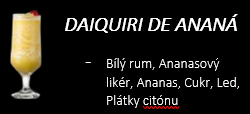 DAIQUIRI DE ANANÁ
- Bílý rum, Ananasový
likér, Ananas, Cukr, Led,
Plátky citónu